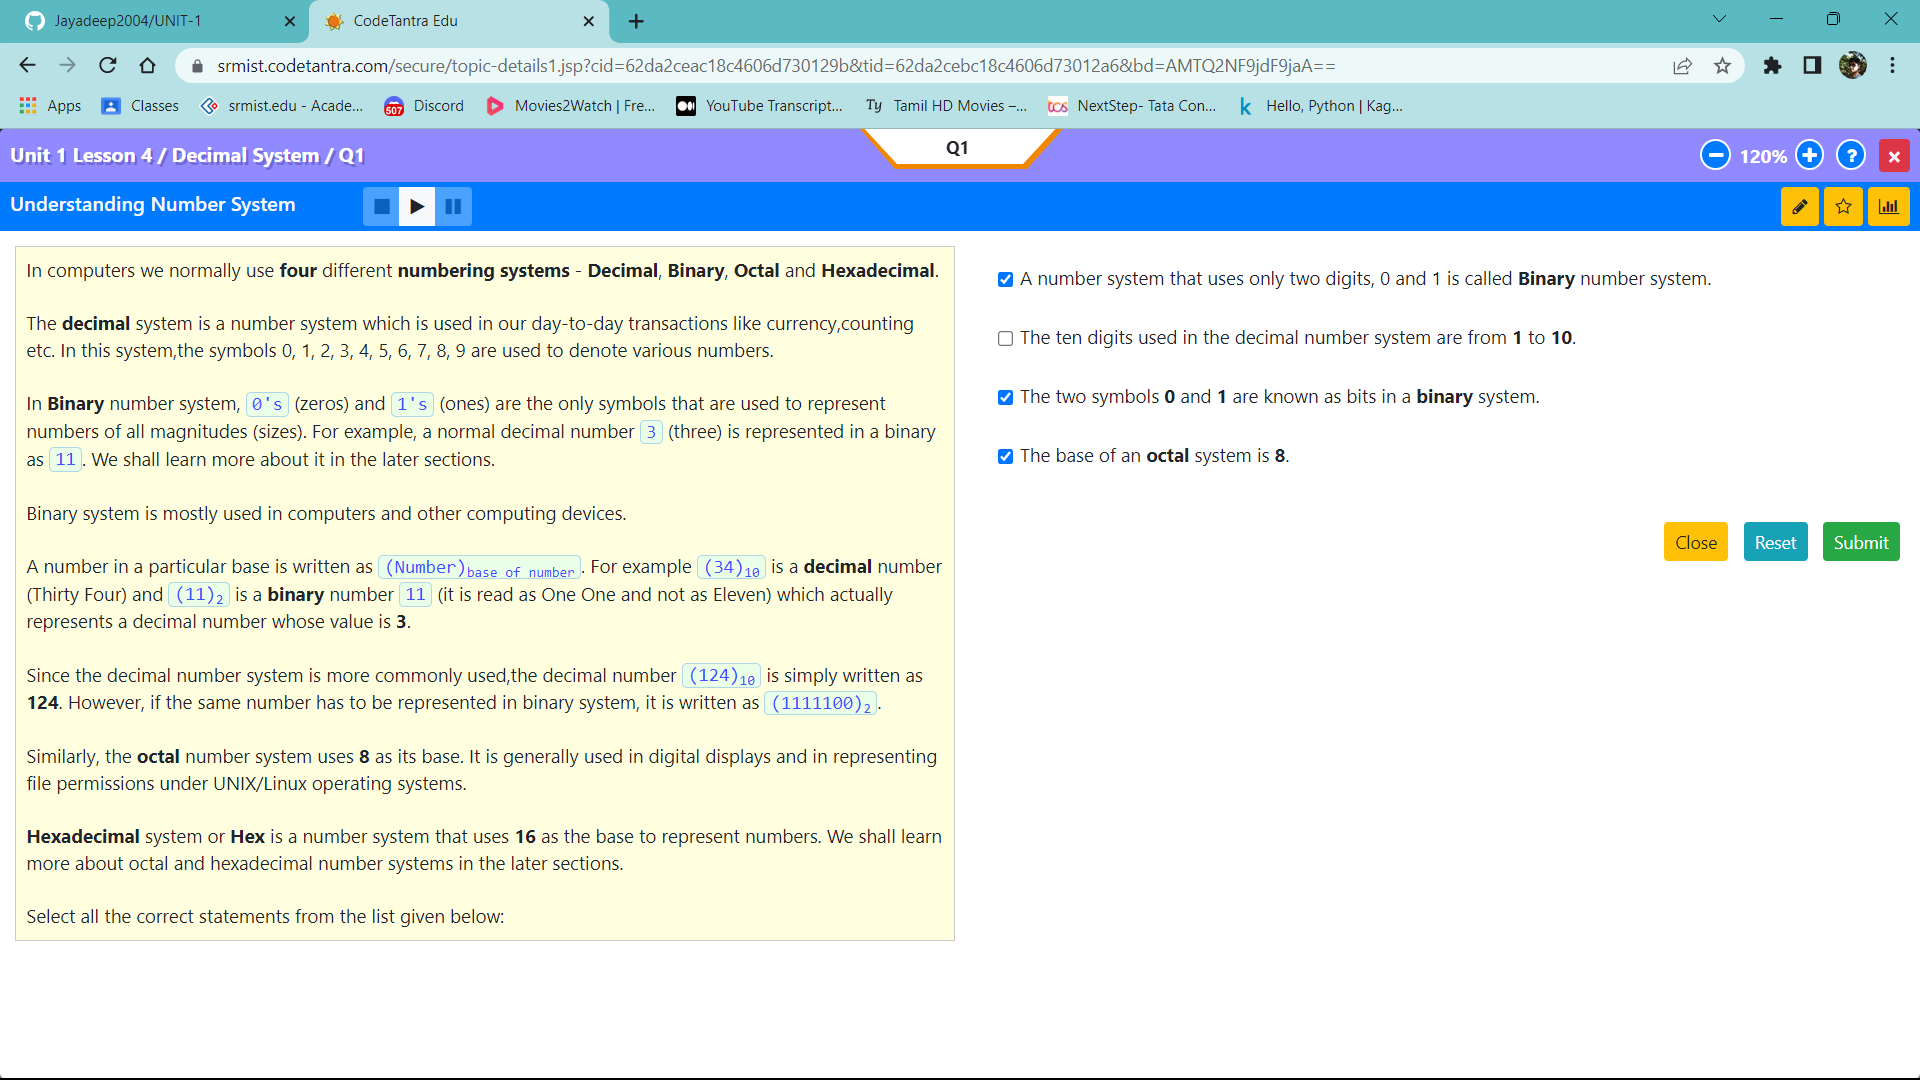 Jayadeep2004/UNIT-1
CodeTantra Edu
srmist.codetantra.com/secure/topic-details1.jsp?cid=62da2ceac18c4606d730129b&tid=62da2cebc18c4606d73012a6&bd=AMTQ2NF9jdF9jaA==
Apps
Classes
srmist.edu - Acade...
507
Discord
Movies2Watch | Fre...
YouTube Transcript...
Ty
Tamil HD Movies –...
tcs
NextStep- Tata Con...
k
Hello, Python | Kag...
Unit 1 Lesson 4 / Decimal System / Q1
Q1
120%
?
Understanding Number System
In computers we normally use four different numbering systems - Decimal, Binary, Octal and Hexadecimal.
The decimal system is a number system which is used in our day-to-day transactions like currency,counting
etc. In this system,the symbols 0, 1, 2, 3, 4, 5, 6, 7, 8, 9 are used to denote various numbers.
In Binary number system, 0's (zeros) and 1's (ones) are the only symbols that are used to represent
numbers of all magnitudes (sizes). For example, a normal decimal number 3 (three) is represented in a binary
as 11. We shall learn more about it in the later sections.
Binary system is mostly used in computers and other computing devices.
A number in a particular base is written as (Number)base of number. For example (34)10 is a decimal number
(Thirty Four) and (11)2 is a binary number 11 (it is read as One One and not as Eleven) which actually
represents a decimal number whose value is 3.
Since the decimal number system is more commonly used,the decimal number (124)10 is simply written as
124. However, if the same number has to be represented in binary system, it is written as (1111100)2.
Similarly, the octal number system uses 8 as its base. It is generally used in digital displays and in representing
file permissions under UNIX/Linux operating systems.
Hexadecimal system or Hex is a number system that uses 16 as the base to represent numbers. We shall learn
more about octal and hexadecimal number systems in the later sections.
Select all the correct statements from the list given below:
A number system that uses only two digits, 0 and 1 is called Binary number system.
The ten digits used in the decimal number system are from 1 to 10.
The two symbols 0 and 1 are known as bits in a binary system.
The base of an octal system is 8.
Close
Reset
Submit